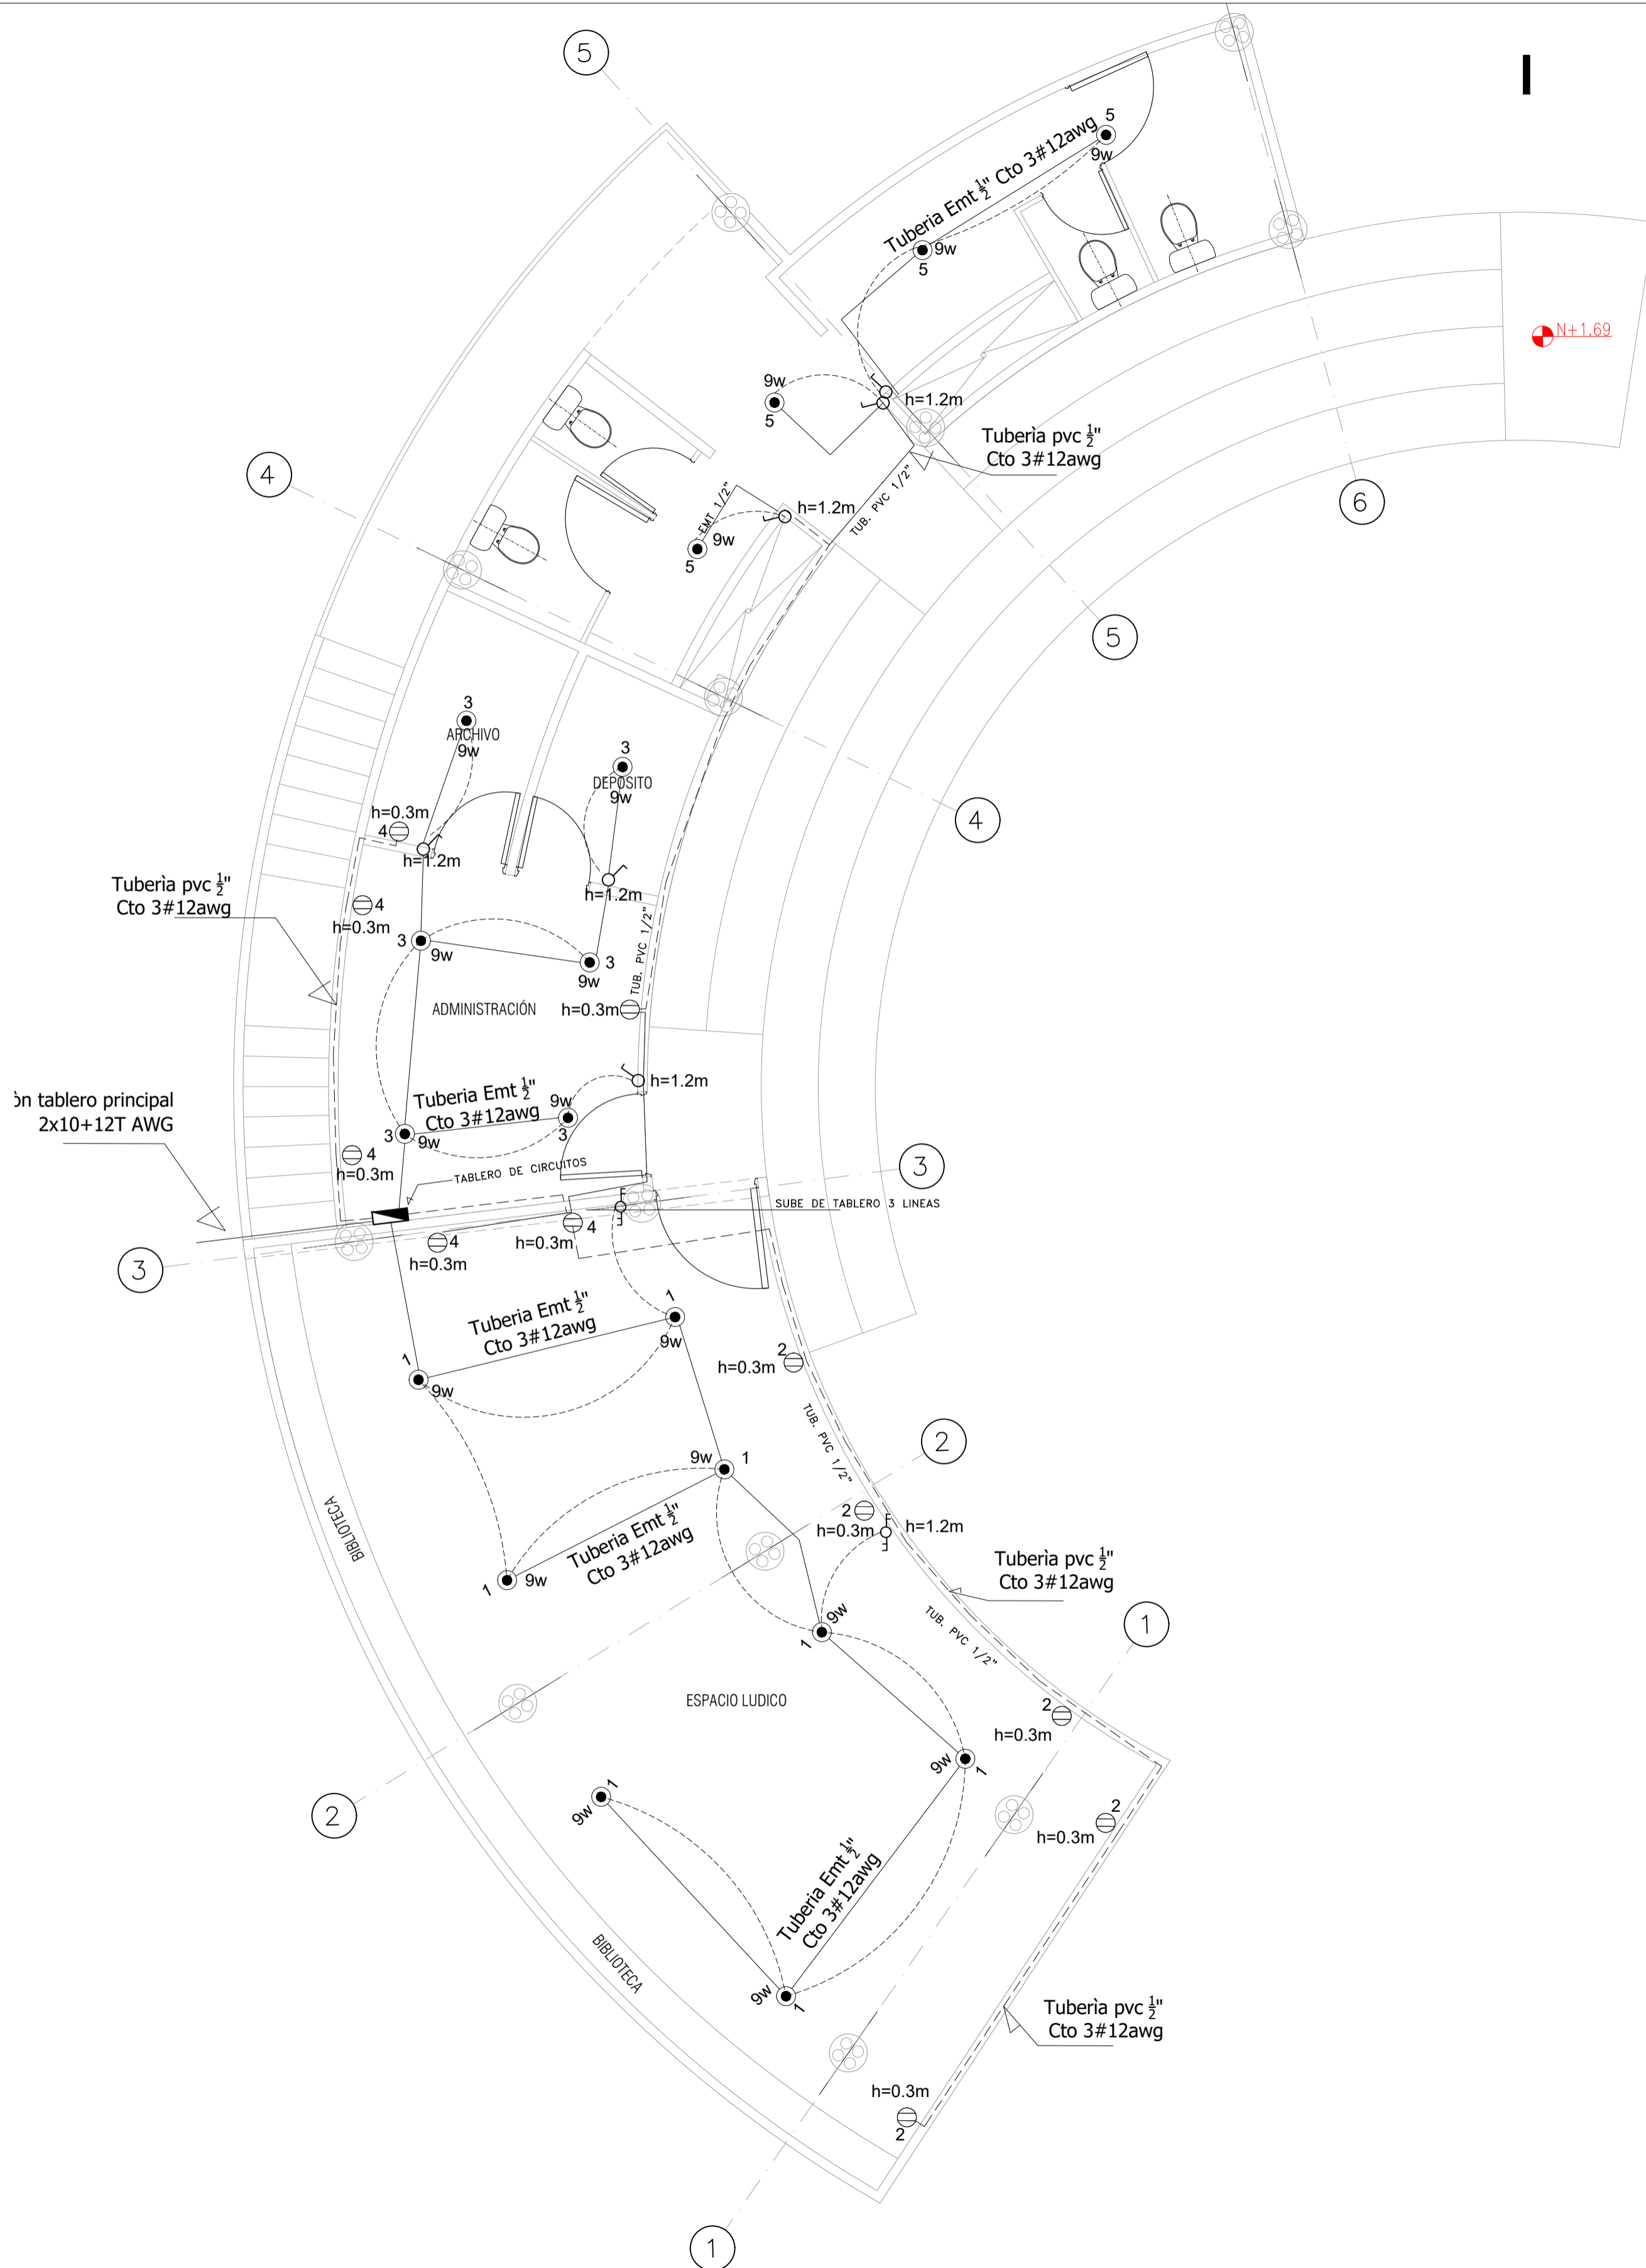 5
I
5
Tuberia Emt 1/2" Cto 3#12awg
9w
9w
5
N+1.69
9w
5
h=1.2m
Tuberìa pvc 1/2"
Cto 3#12awg
4
6
EMT 1/2"
h=1.2m
TUB. PVC 1/2"
9w
5
5
3
ARCHIVO
9w
3
DEPOSITO
9w
4
h=0.3m
4
h=1.2m
h=1.2m
Tuberìa pvc 1/2"
Cto 3#12awg
4
h=0.3m
TUB. PVC 1/2"
3
9w
3
9w
ADMINISTRACIÓN
h=0.3m
h=1.2m
òn tablero principal
2x10+12T AWG
Tuberia Emt 1/2"
Cto 3#12awg
9w
3
3
9w
4
h=0.3m
TABLERO DE CIRCUITOS
3
SUBE DE TABLERO 3 LINEAS
4
h=0.3m
4
h=0.3m
3
Tuberia Emt 1/2"
Cto 3#12awg
1
9w
1
9w
2
h=0.3m
TUB. PVC 1/2"
2
9w
1
BIBLIOTECA
2
h=0.3m
h=1.2m
Tuberia Emt 1/2"
Cto 3#12awg
1
9w
Tuberìa pvc 1/2"
Cto 3#12awg
9w
1
TUB. PVC 1/2"
1
ESPACIO LUDICO
2
h=0.3m
9w
1
1
9w
2
2
h=0.3m
Tuberia Emt 1/2"
Cto 3#12awg
BIBLIOTECA
9w
1
Tuberìa pvc 1/2"
Cto 3#12awg
h=0.3m
2
1